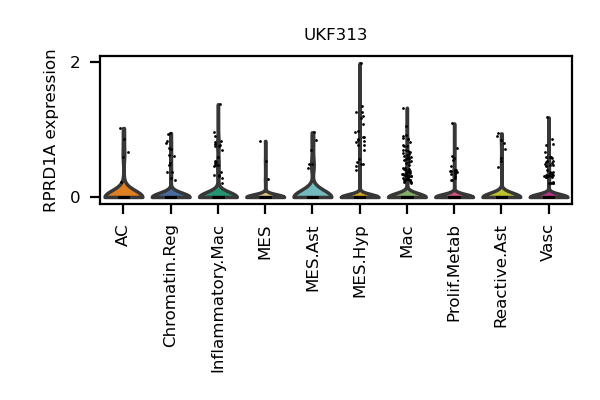 UKF313
RPRD1A expression
2
0
AC
Chromatin.Reg
Inflammatory.Mac
MES
MES.Ast
MES.Hyp
Mac
Prolif.Metab
Reactive.Ast
Vasc